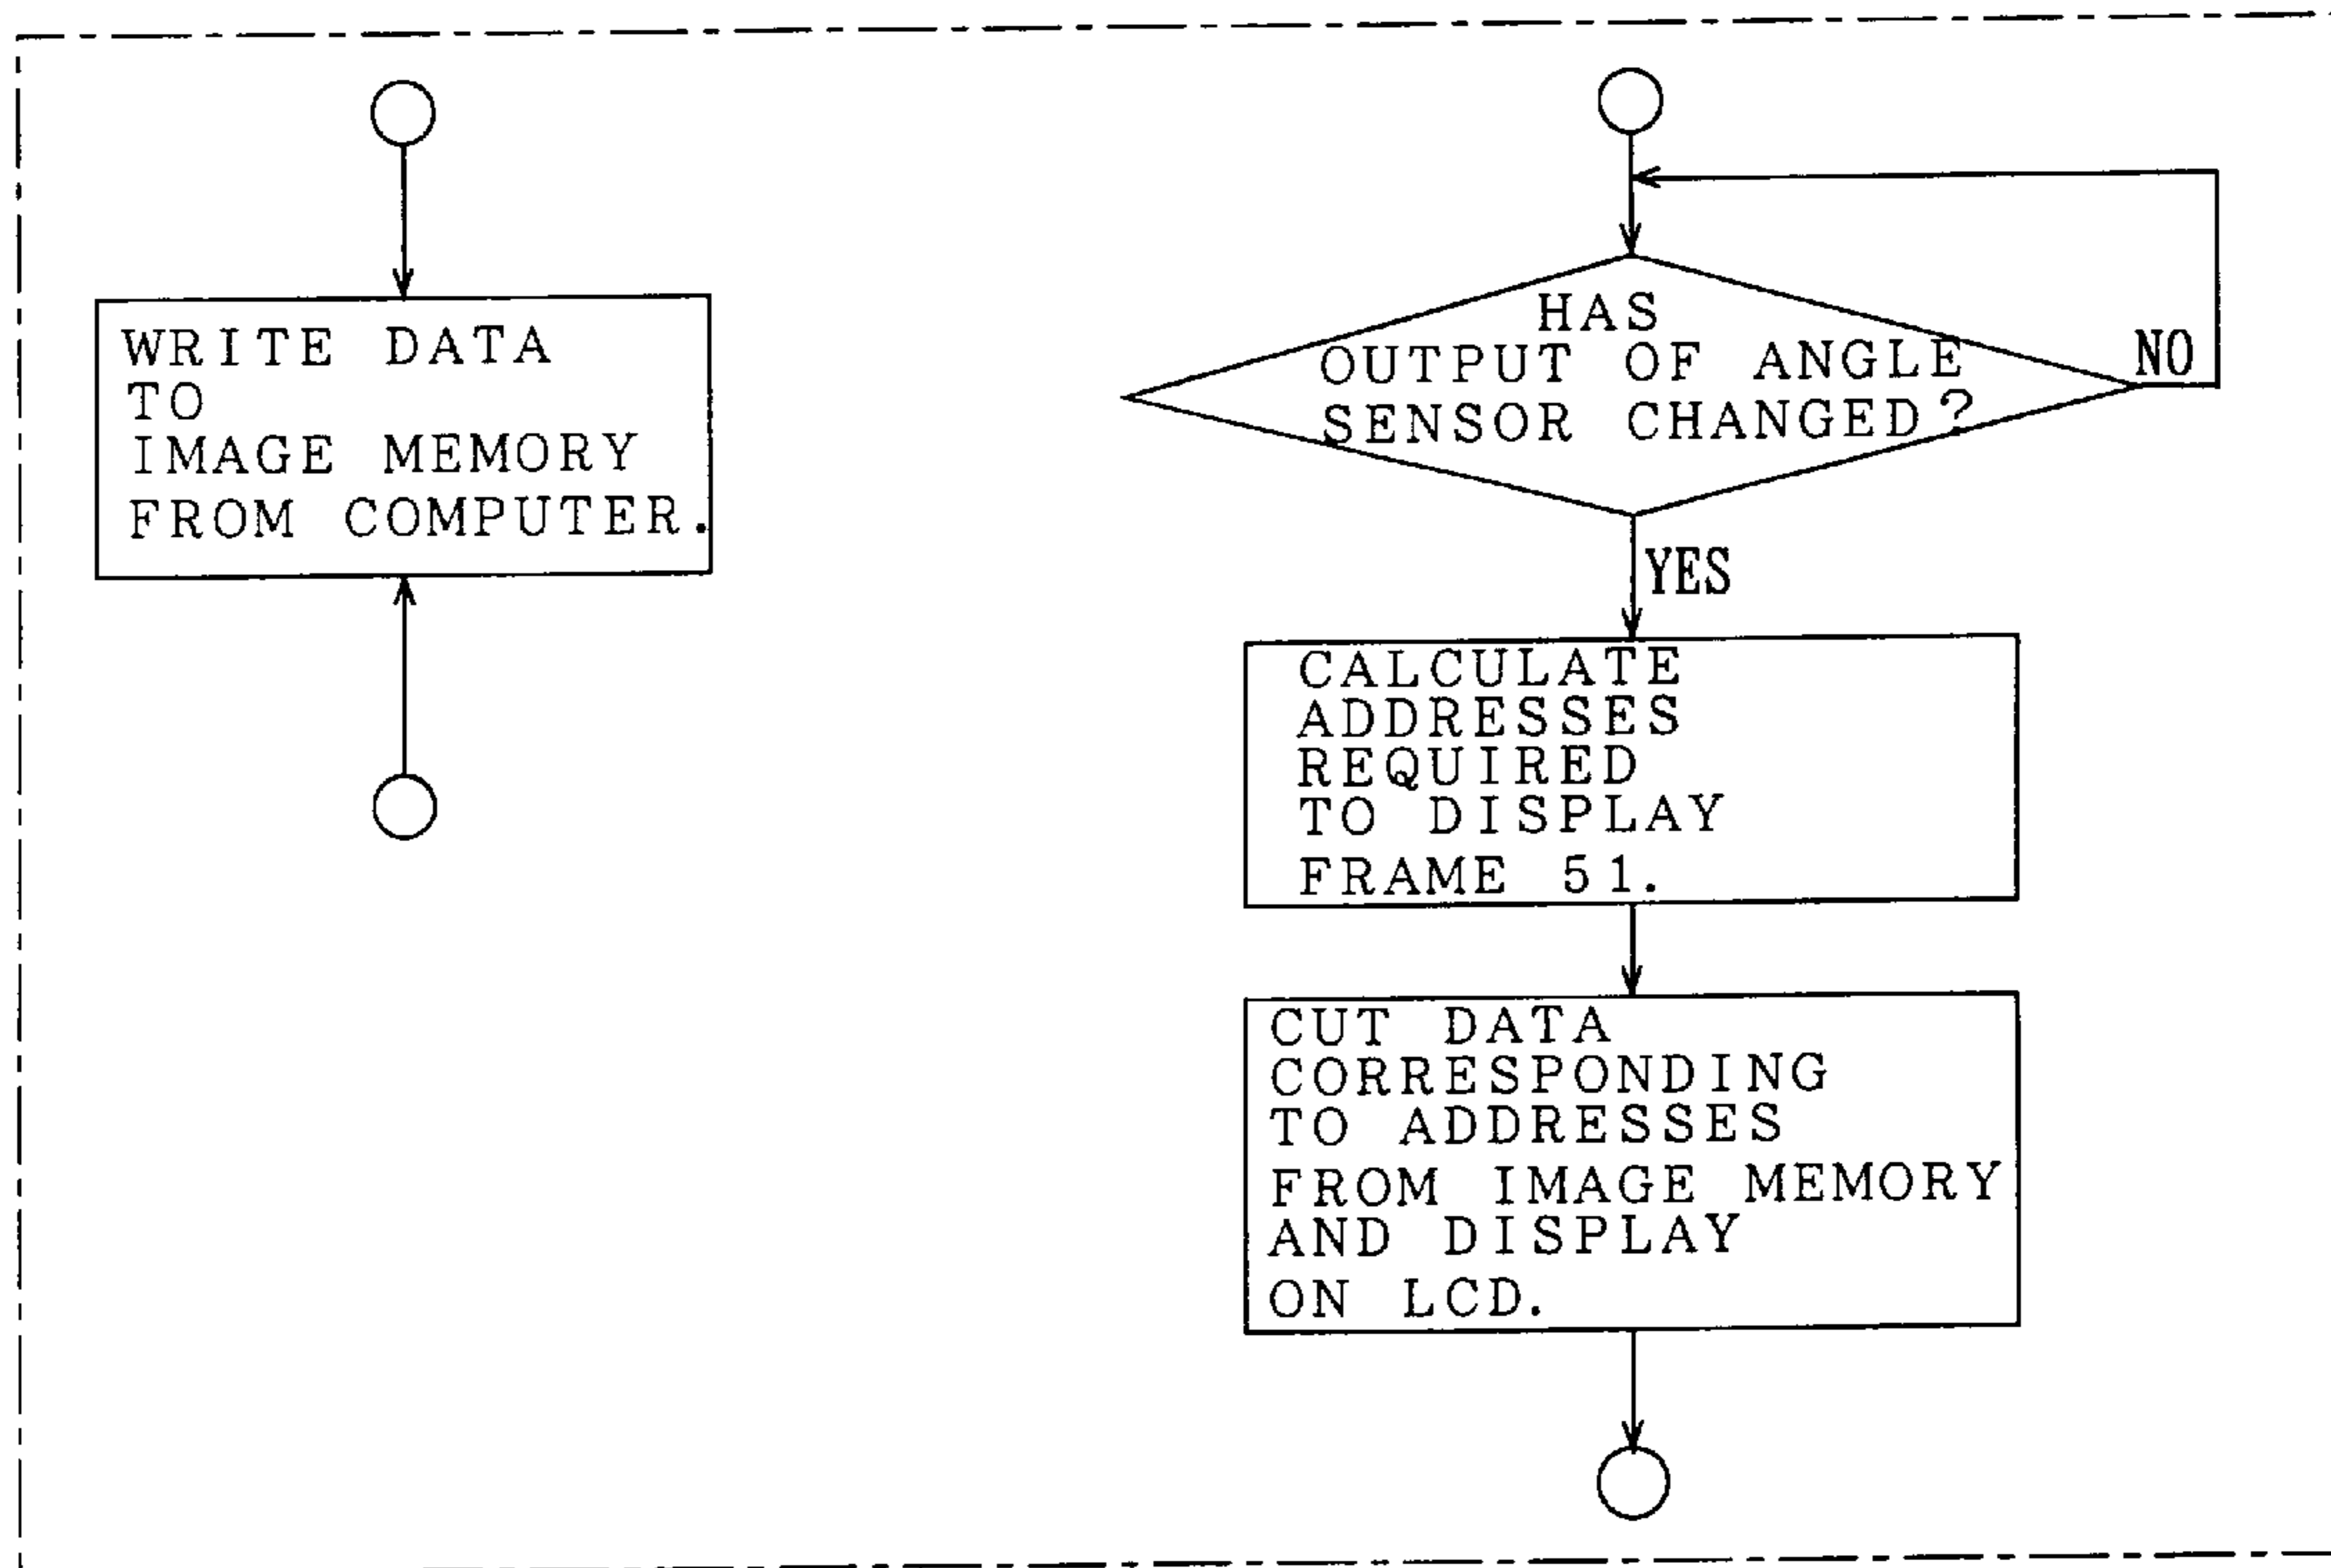 WRITE DATA
TO
IMAGE MEMORY
FROM COMPUTER.
HAS
OUTPUT OF ANGLE
SENSOR CHANGED?
NO
YES
CALCULATE
ADDRESSES
REQUIRED
TO DISPLAY
FRAME 51.
CUT DATA
CORRESPONDING
TO ADDRESSES
FROM IMAGE MEMORY
AND DISPLAY
ON LCD.